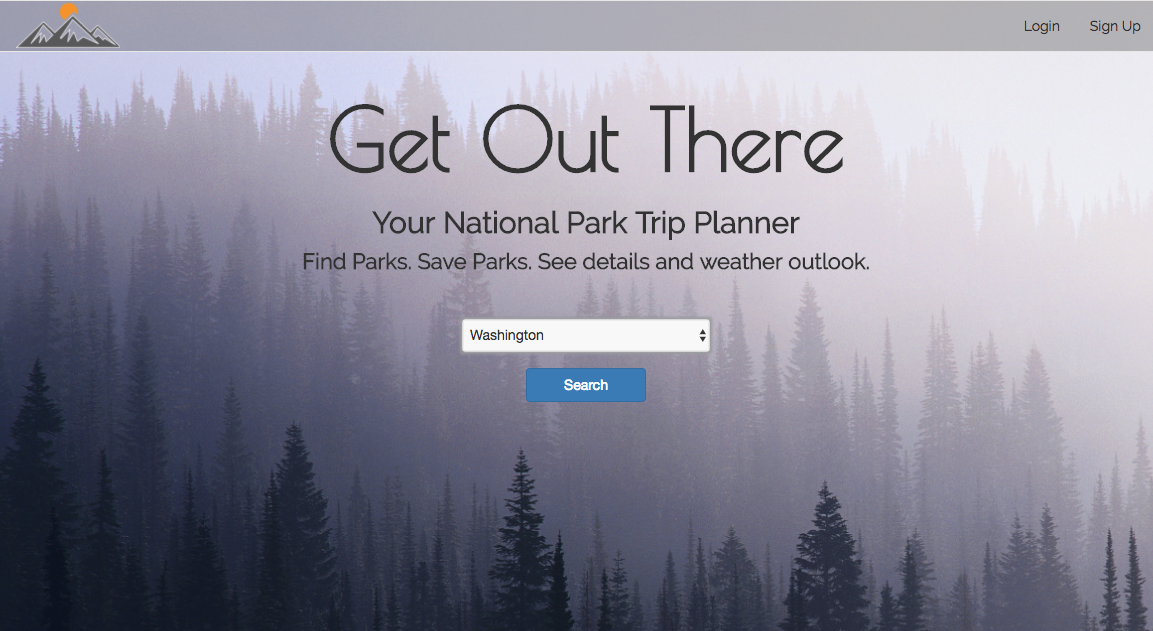 Login Sign Up
Get Out There
Your National Park Trip Planner
Find Parks. Save Parks. See details and weather outlook.
Washington
Search